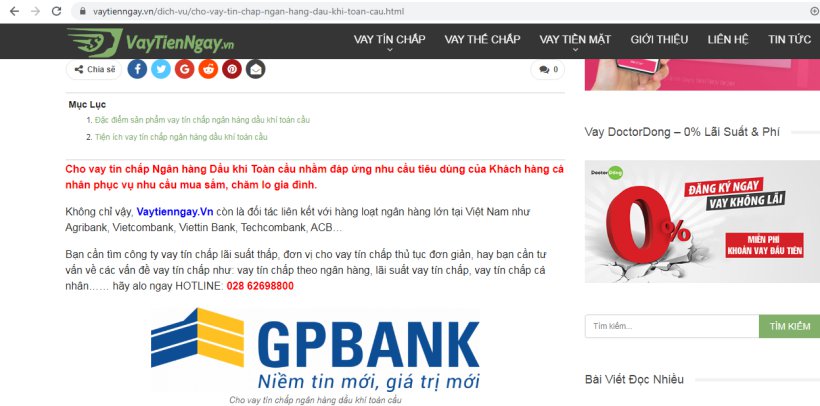 vaytienngay.vn/dich-vu/cho-vay-tin-chap-ngan-hang-dau-khi-toan-cau.html
VayTienNgay.vn
VAY TÍN CHẤP VAY THẾ CHẤP VAY TIỀN MẶT GIỚI THIỆU LIÊN HỆ TIN TỨC
Chia sẻ
0
Mục Lục
1. Đặc điểm sản phẩm vay tín chấp ngân hàng dầu khí toàn cầu
2. Tiện ích vay tín chấp ngân hàng dầu khí toàn cầu
Cho vay tín chấp Ngân hàng Dầu khí Toàn cầu nhằm đáp ứng nhu cầu tiêu dùng của Khách hàng cá
nhân phục vụ nhu cầu mua sắm, chăm lo gia đình.
Không chỉ vậy, Vaytienngay.Vn còn là đối tác liên kết với hàng loạt ngân hàng lớn tại Việt Nam như
Agribank, Vietcombank, Viettin Bank, Techcombank, ACB…
Bạn cần tìm công ty vay tín chấp lãi suất thấp, đơn vị cho vay tín chấp thủ tục đơn giản, hay bạn cần tư
vấn về các vấn đề vay tín chấp như: vay tín chấp theo ngân hàng, lãi suất vay tín chấp, vay tín chấp cá
nhân…… hãy alo ngay HOTLINE: 028 62698800
GPBANK
Niềm tin mới, giá trị mới
Cho vay tín chấp ngân hàng dầu khí toàn cầu
Vay DoctorDong – 0% Lãi Suất & Phí
Doctor Đồng
0%
ĐĂNG KÝ NGAY
VAY KHÔNG LÃI
MIỄN PHÍ
KHOẢN VAY ĐẦU TIÊN
Tìm kiếm...
TÌM KIẾM
Bài Viết Đọc Nhiều